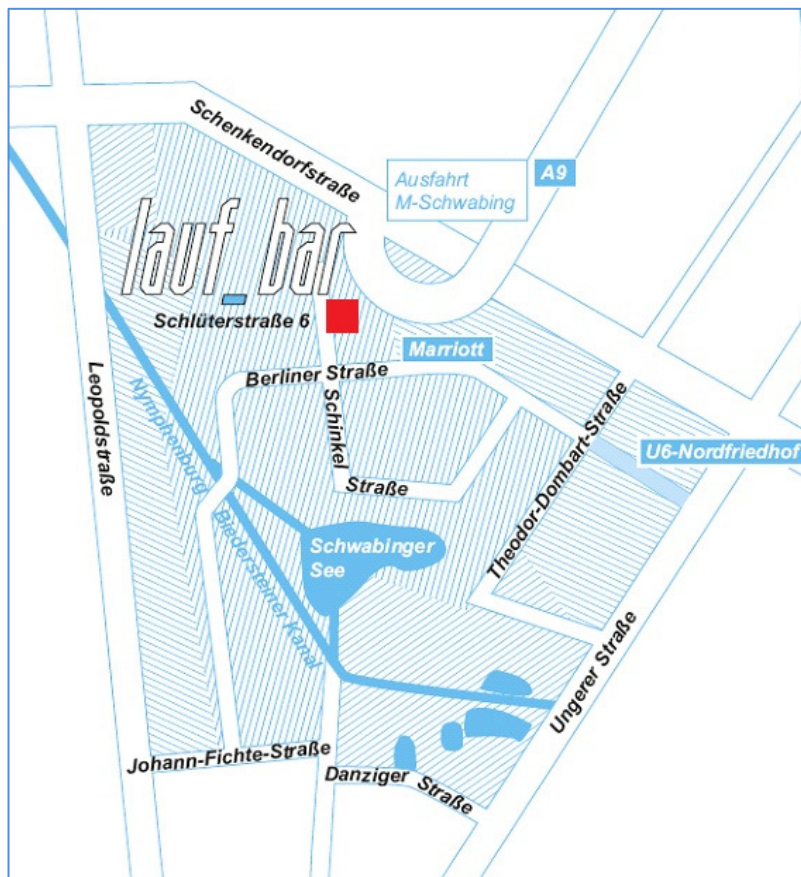 Schenkendorfstraße
Ausfahrt
M-Schwabing
A9
lauf_bar
Schlüterstraße 6
Marriott
Berliner Straße
Leopoldstraße
Nymphenburg
Biedersteiner Kanal
Schinkel
Straße
Theodor-Dombart-Straße
U6-Nordfriedhof
Schwabinger
See
Ungerer Straße
Johann-Fichte-Straße
Danziger Straße